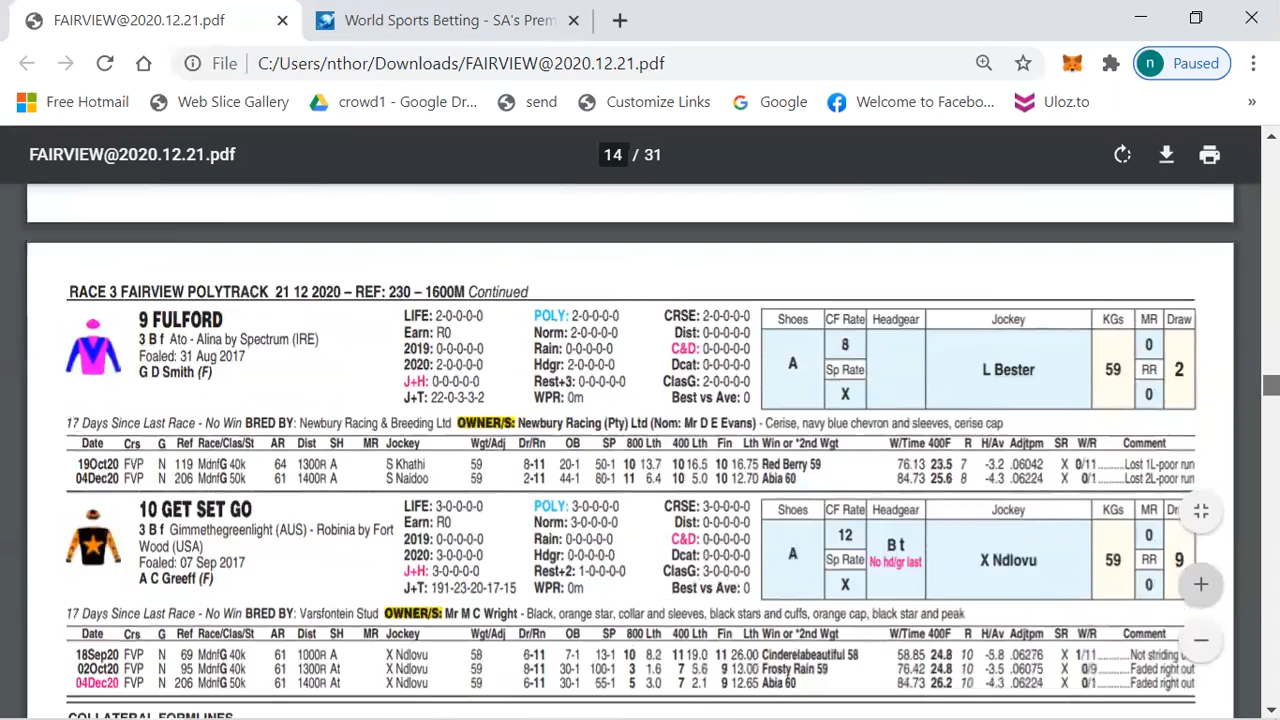 FAIRVIEW@2020.12.21.pdf
World Sports Betting - SA's Prem
File C:/Users/nthor/Downloads/FAIRVIEW@2020.12.21.pdf
n Paused
Free Hotmail Web Slice Gallery crowd1 - Google Dr... send Customize Links Google Welcome to Facebo... Uloz.to »
FAIRVIEW@2020.12.21.pdf 14 / 31
RACE 3 FAIRVIEW POLYTRACK 21 12 2020 – REF: 230 – 1600M Continued
9 FULFORD
3 B f Ato - Alina by Spectrum (IRE)
Foaled: 31 Aug 2017
G D Smith (F)
LIFE: 2-0-0-0-0 POLY: 2-0-0-0-0 CRSE: 2-0-0-0-0
Earn: R0 Norm: 2-0-0-0-0 Dist: 0-0-0-0-0
2019: 0-0-0-0-0 Rain: 0-0-0-0-0 C&D: 0-0-0-0-0
2020: 2-0-0-0-0 Hdgr: 2-0-0-0-0 Dcat: 0-0-0-0-0
J+H: 0-0-0-0-0 Rest+3: 0-0-0-0-0 ClasG: 2-0-0-0-0
J+T: 22-0-3-3-2 WPR: 0m Best vs Ave: 0
Shoes CF Rate Headgear Jockey KGs MR Draw
A 8 Sp Rate X L Bester 59 0 RR 0 2
17 Days Since Last Race - No Win BRED BY: Newbury Racing & Breeding Ltd OWNER/S: Newbury Racing (Pty) Ltd (Nom: Mr D E Evans) - Cerise, navy blue chevron and sleeves, cerise cap
Date Crs G Ref Race/Clas/St AR Dist SH MR Jockey Wgt/Adj Dr/Rn OB SP 800 Lth 400 Lth Fin Lth Win or *2nd Wgt W/Time 400F R H/Av Adjtpm SR W/R Comment
19Oct20 FVP N 119 MdnfG 40k 64 1300R A S Khathi 59 8-11 20-1 50-1 10 13.7 10 16.5 10 16.75 Red Berry 59 76.13 23.5 7 -3.2 .06042 X 0/11 ..........Lost 1L-poor run
04Dec20 FVP N 206 MdnfG 50k 61 1400R A S Naidoo 59 2-11 44-1 80-1 11 6.4 10 5.0 10 12.70 Abia 60 84.73 25.6 8 -4.3 .06224 X 0/1 ..........Lost 2L-poor run
10 GET SET GO
3 B f Gimmethegreenlight (AUS) - Robinia by Fort
Wood (USA)
Foaled: 07 Sep 2017
A C Greeff (F)
LIFE: 3-0-0-0-0 POLY: 3-0-0-0-0 CRSE: 3-0-0-0-0
Earn: R0 Norm: 3-0-0-0-0 Dist: 0-0-0-0-0
2019: 0-0-0-0-0 Rain: 0-0-0-0-0 C&D: 0-0-0-0-0
2020: 3-0-0-0-0 Hdgr: 0-0-0-0-0 Dcat: 0-0-0-0-0
J+H: 3-0-0-0-0 Rest+2: 1-0-0-0-0 ClasG: 3-0-0-0-0
J+T: 191-23-20-17-15 WPR: 0m Best vs Ave: 0
Shoes CF Rate Headgear Jockey KGs MR
A 12 Sp Rate X B t No hd/gr last X Ndlovu 59 0 RR 0 9
17 Days Since Last Race - No Win BRED BY: Varsfontein Stud OWNER/S: Mr M C Wright - Black, orange star, collar and sleeves, black stars and cuffs, orange cap, black star and peak
Date Crs G Ref Race/Clas/St AR Dist SH MR Jockey Wgt/Adj Dr/Rn OB SP 800 Lth 400 Lth Fin Lth Win or *2nd Wgt W/Time 400F R H/Av Adjtpm SR W/R Comment
18Sep20 FVP N 69 MdnfG 40k 61 1000R A X Ndlovu 59 6-11 7-1 13-1 10 8.2 11 19.0 11 26.00 Cinderelabeautiful 58 58.85 24.8 10 -5.8 .06276 X 1/11 ..........Not striding
02Oct20 FVP N 95 MdnfG 40k 61 1300R At X Ndlovu 59 8-11 30-1 100-1 3 1.6 7 5.6 9 13.00 Frosty Rain 59 76.42 24.8 10 -3.5 .06075 X 0/9 ..........Faded right out
04Dec20 FVP N 206 MdnfG 50k 61 1400R At X Ndlovu 59 6-11 30-1 55-1 5 3.0 7 2.1 9 12.65 Abia 60 84.73 26.2 10 -4.3 .06224 X 0/1 ..........Faded right out
COLLATERAL FORMLINES